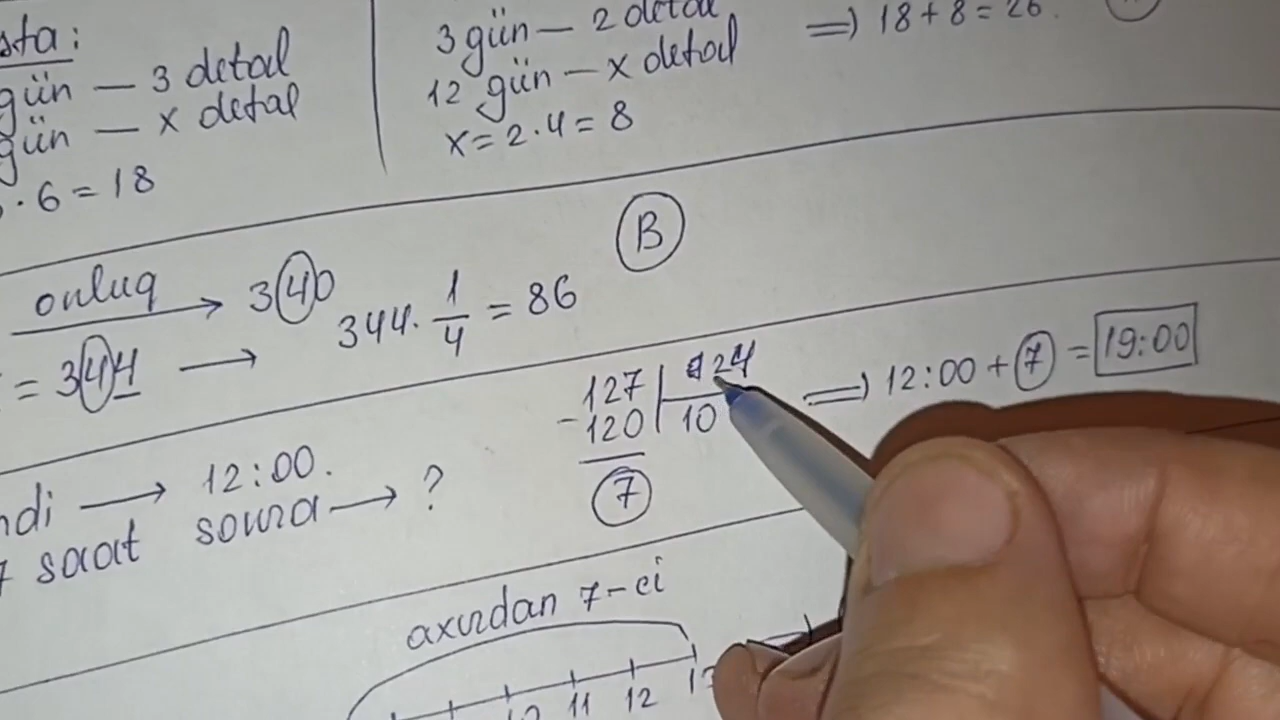 sta:
gün — 3 detal
gün — x detal
· 6 = 18
3 gün — 2 detal
12 gün — x detal
x = 2 · 4 = 8
=> 18 + 8 = 26.
B
onluq → 340
= 344 → 344 · 1/4 = 86
ndi → 12:00.
7 saat sonra → ?
127 | 24
- 120 | 10
7
=> 12:00 + 7 = 19:00
axırdan 7-ci
11 12